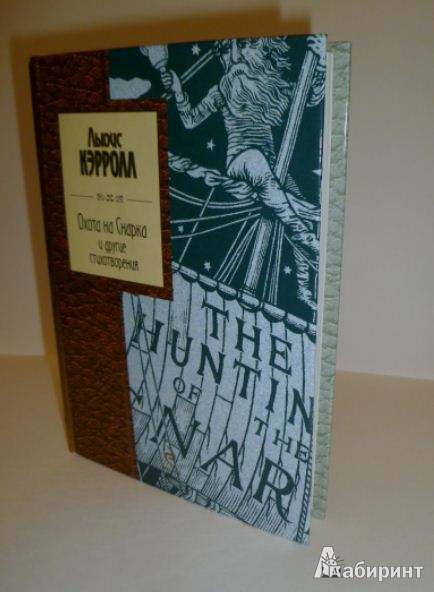 Льюис
КЭРРОЛЛ
Охота на Снарка
и другие
стихотворения
THE
HUNTIN
OF THE
NAR
Лабиринт